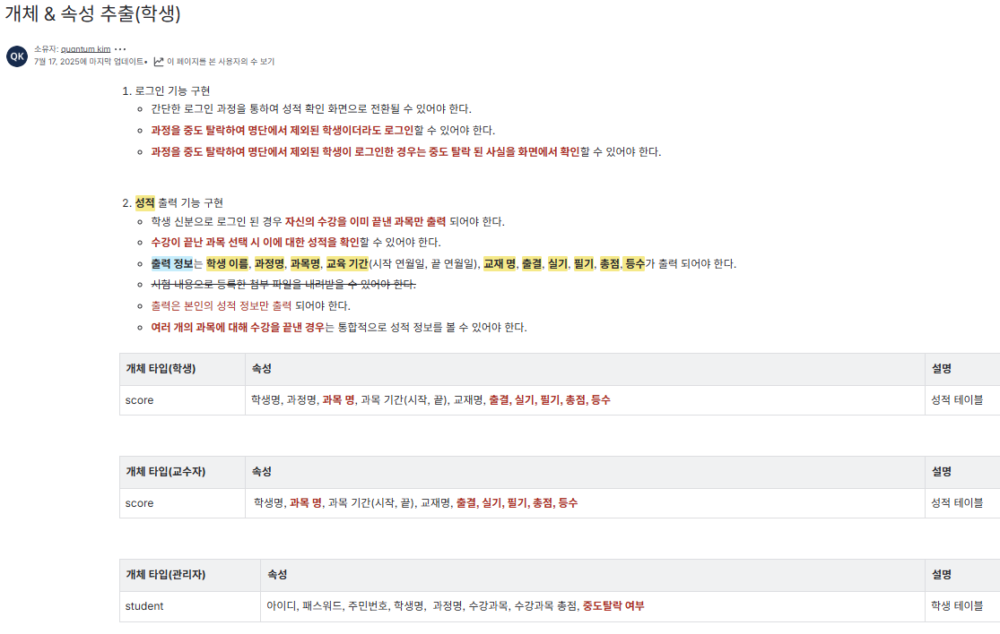 개체 & 속성 추출(학생)
QK
소유자: quantum kim ···
7월 17, 2025에 마지막 업데이트• 이 페이지를 본 사용자의 수 보기
1. 로그인 기능 구현
간단한 로그인 과정을 통하여 성적 확인 화면으로 전환될 수 있어야 한다.
과정을 중도 탈락하여 명단에서 제외된 학생이더라도 로그인할 수 있어야 한다.
과정을 중도 탈락하여 명단에서 제외된 학생이 로그인한 경우는 중도 탈락 된 사실을 화면에서 확인할 수 있어야 한다.
2. 성적 출력 기능 구현
학생 신분으로 로그인 된 경우 자신의 수강을 이미 끝낸 과목만 출력 되어야 한다.
수강이 끝난 과목 선택 시 이에 대한 성적을 확인할 수 있어야 한다.
출력 정보는 학생 이름, 과정명, 과목명, 교육 기간(시작 연월일, 끝 연월일), 교재 명, 출결, 실기, 필기, 총점, 등수가 출력 되어야 한다.
시험 내용으로 등록한 첨부 파일을 내려받을 수 있어야 한다.
출력은 본인의 성적 정보만 출력 되어야 한다.
여러 개의 과목에 대해 수강을 끝낸 경우는 통합적으로 성적 정보를 볼 수 있어야 한다.
개체 타입(학생) 속성 설명
score 학생명, 과정명, 과목 명, 과목 기간(시작, 끝), 교재명, 출결, 실기, 필기, 총점, 등수 성적 테이블
개체 타입(교수자) 속성 설명
score 학생명, 과목 명, 과목 기간(시작, 끝), 교재명, 출결, 실기, 필기, 총점, 등수 성적 테이블
개체 타입(관리자) 속성 설명
student 아이디, 패스워드, 주민번호, 학생명, 과정명, 수강과목, 수강과목 총점, 중도탈락 여부 학생 테이블